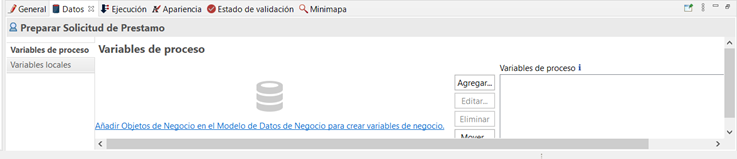 General Datos Ejecución Apariencia Estado de validación Minimapa
Preparar Solicitud de Prestamo
Variables de proceso
Variables locales
Variables de proceso
Añadir Objetos de Negocio en el Modelo de Datos de Negocio para crear variables de negocio.
Agregar...
Editar...
Eliminar
Mover...
Variables de proceso i